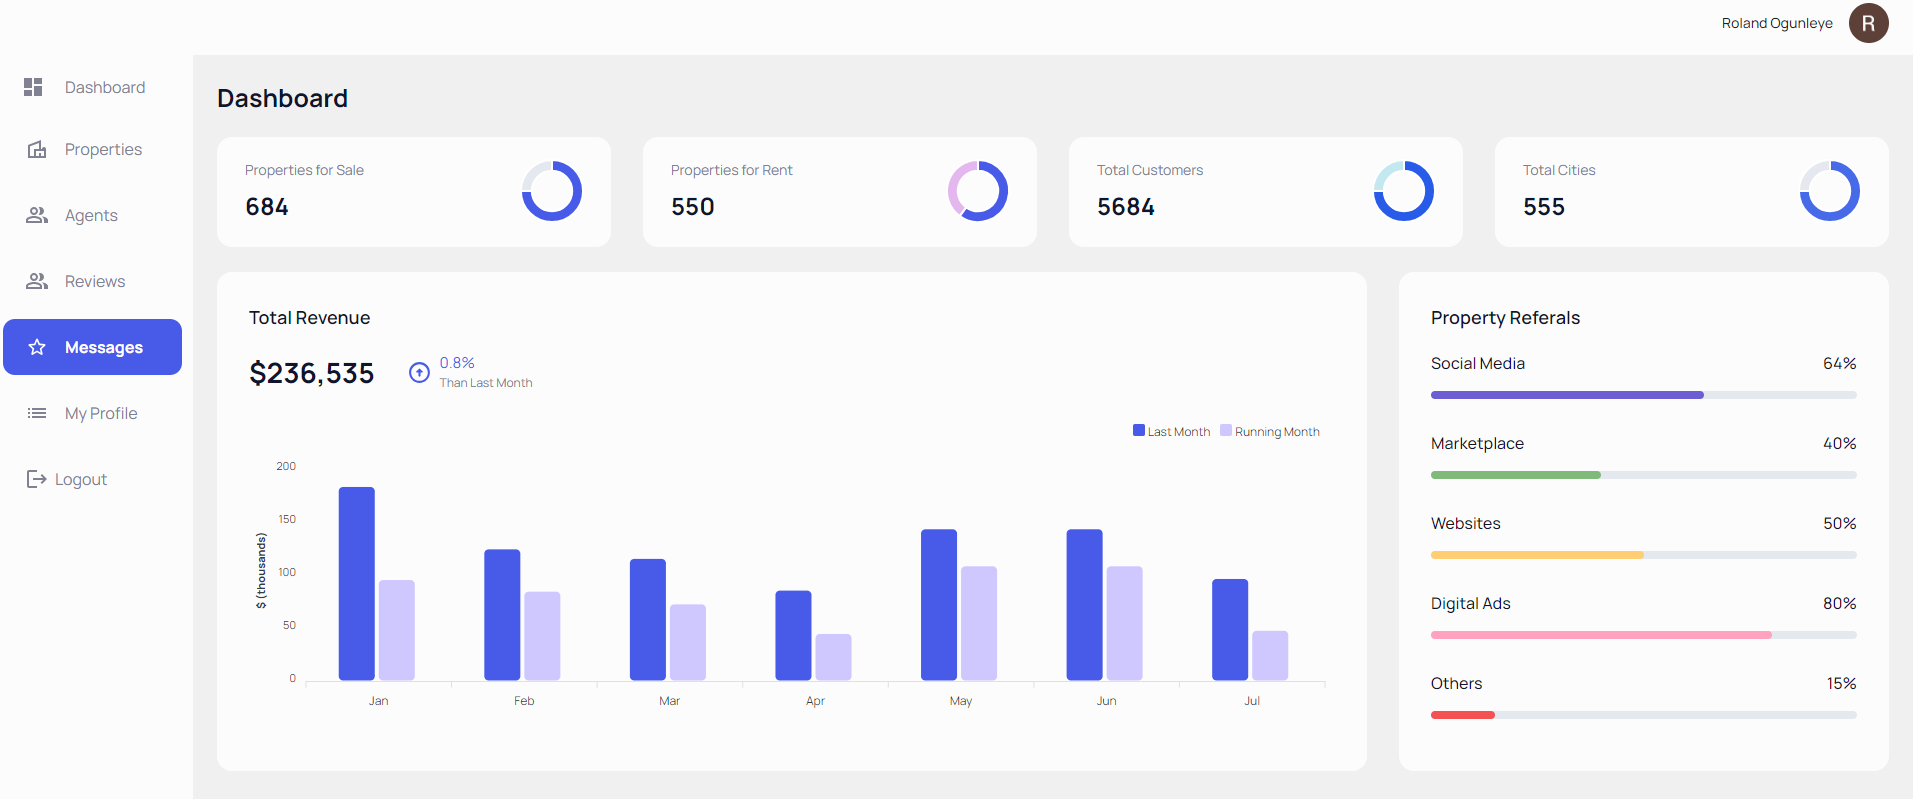 Roland Ogunleye
R
Dashboard
Properties
Agents
Reviews
Messages
My Profile
Logout
Dashboard
Properties for Sale
684
Properties for Rent
550
Total Customers
5684
Total Cities
555
Total Revenue
$236,535
0.8%
Than Last Month
Last Month Running Month
$ (thousands)
200
150
100
50
0
Jan Feb Mar Apr May Jun Jul
Property Referals
Social Media 64%
Marketplace 40%
Websites 50%
Digital Ads 80%
Others 15%